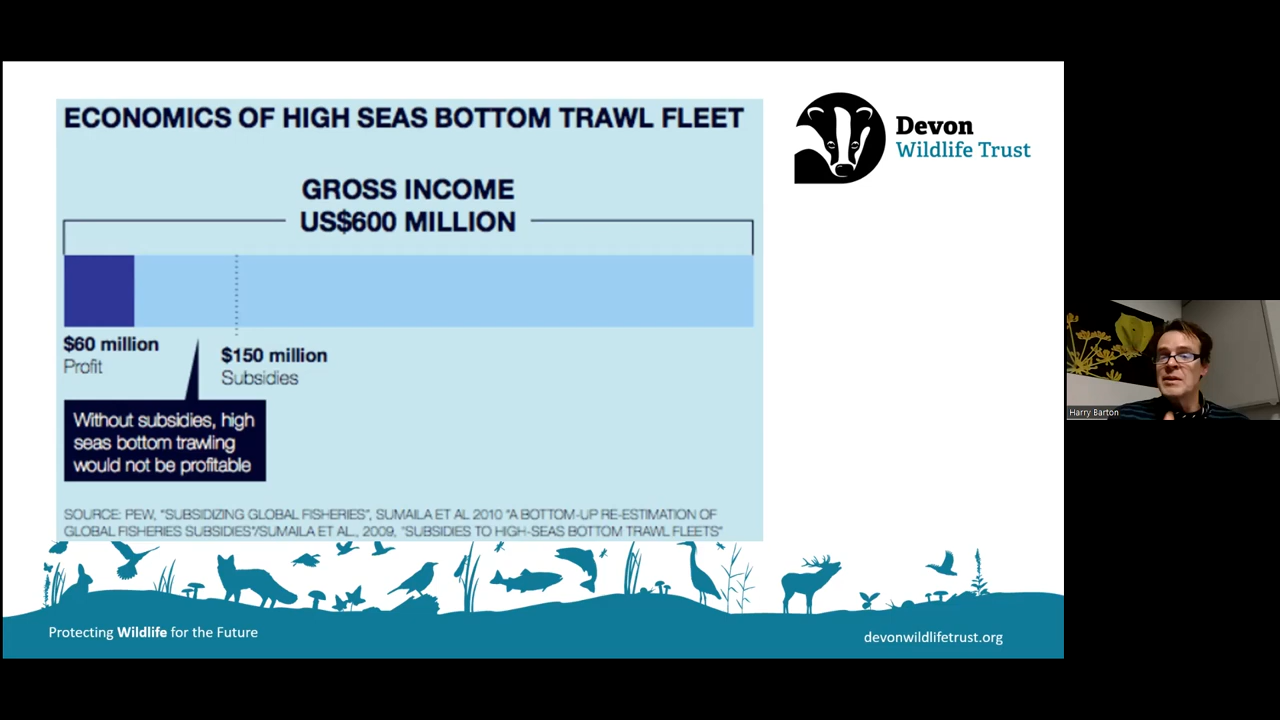 ECONOMICS OF HIGH SEAS BOTTOM TRAWL FLEET
GROSS INCOME
US$600 MILLION
$60 million
Profit
$150 million
Subsidies
Without subsidies, high
seas bottom trawling
would not be profitable
SOURCE: PEW, "SUBSIDIZING GLOBAL FISHERIES", SUMAILA ET AL 2010 "A BOTTOM-UP RE-ESTIMATION OF
GLOBAL FISHERIES SUBSIDIES"/SUMAILA ET AL., 2009, "SUBSIDIES TO HIGH-SEAS BOTTOM TRAWL FLEETS"
Devon
Wildlife Trust
Protecting Wildlife for the Future
devonwildlifetrust.org
Harry Barton